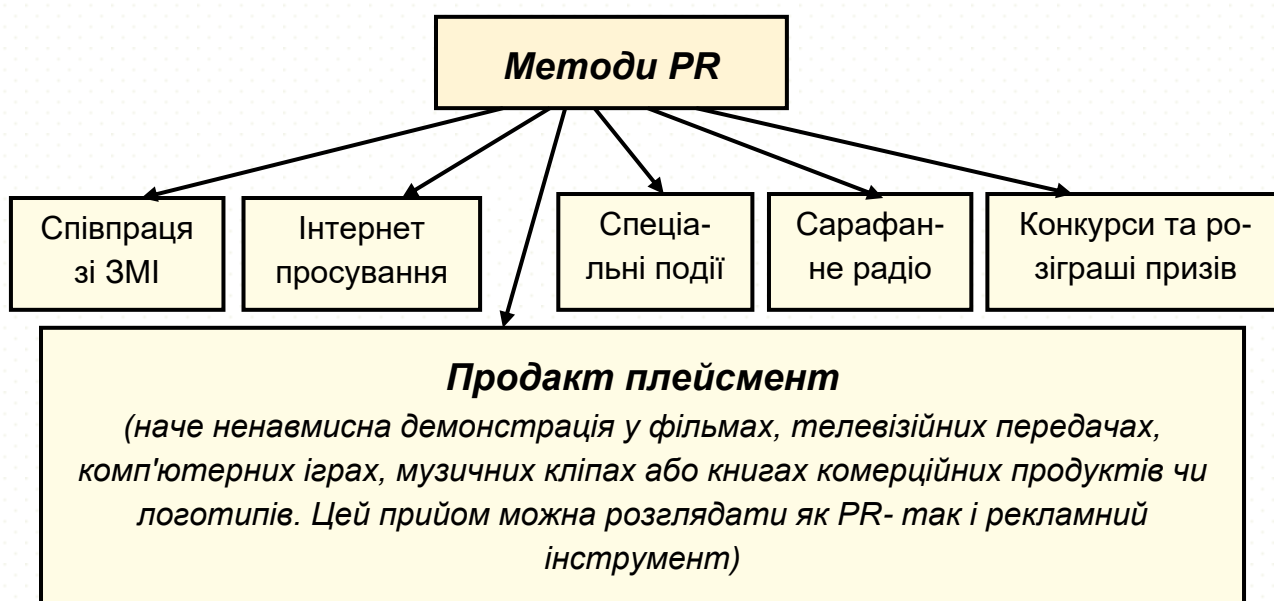 Методи PR
Співпраця
зі ЗМІ
Інтернет
просування
Спеціа-
льні події
Сарафан-
не радіо
Конкурси та ро-
зіграші призів
Продакт плейсмент
(наче ненавмисна демонстрація у фільмах, телевізійних передачах,
комп'ютерних іграх, музичних кліпах або книгах комерційних продуктів чи
логотипів. Цей прийом можна розглядати як PR- так і рекламний
інструмент)